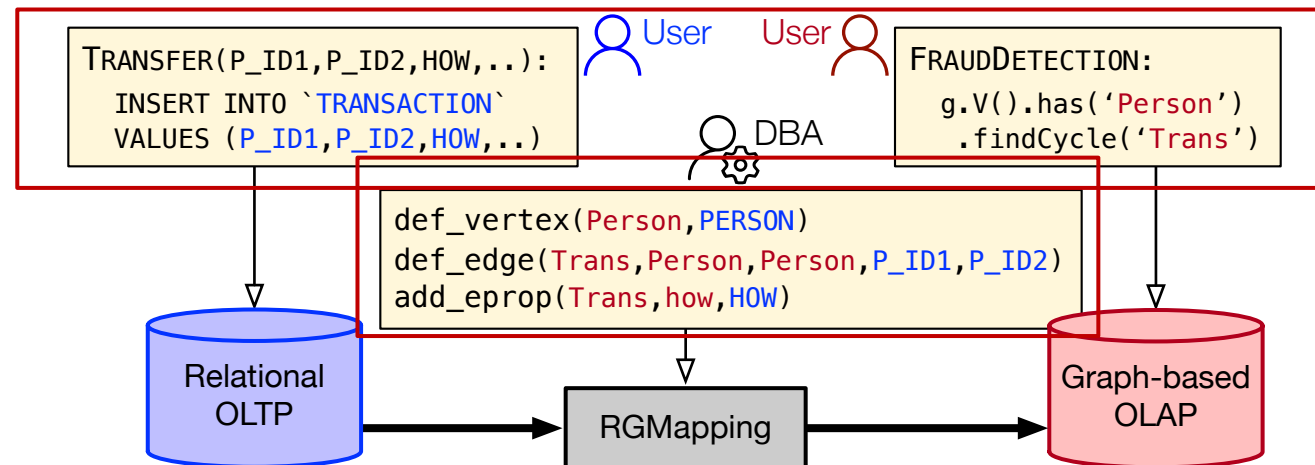 TRANSFER(P_ID1,P_ID2,HOW,..):
INSERT INTO `TRANSACTION`
VALUES (P_ID1,P_ID2,HOW,..)
User
User
DBA
FRAUDDETECTION:
g.V().has(‘Person’)
.findCycle(‘Trans’)
def_vertex(Person,PERSON)
def_edge(Trans,Person,Person,P_ID1,P_ID2)
add_eprop(Trans,how,HOW)
Relational
OLTP
RGMapping
Graph-based
OLAP